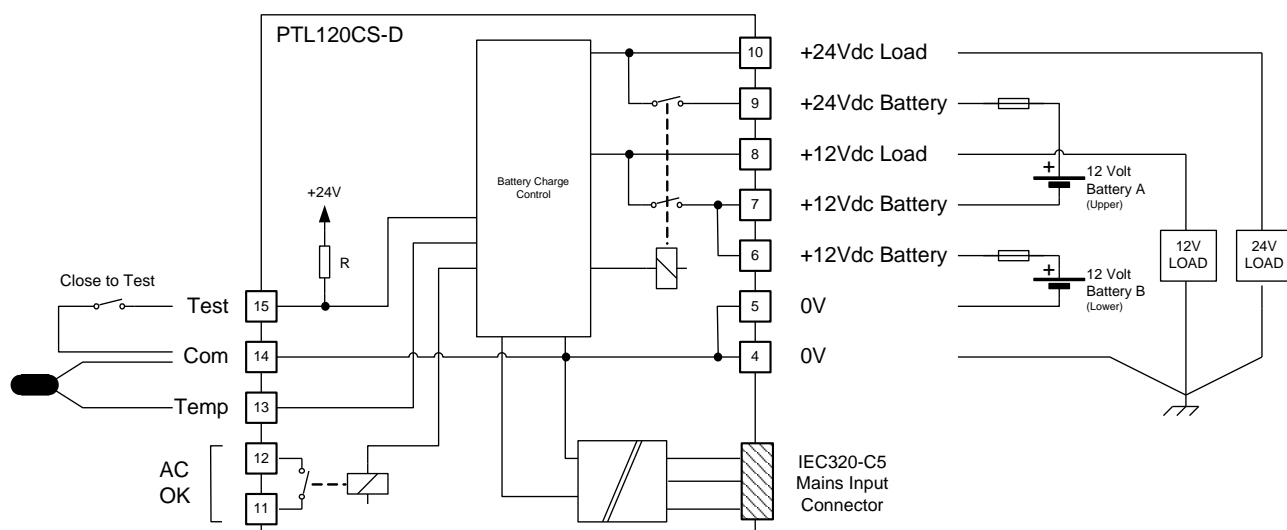 PTL120CS-D
10
+24Vdc Load
9
+24Vdc Battery
8
+12Vdc Load
Battery Charge
Control
+
12 Volt
Battery A
(Upper)
+24V
7
+12Vdc Battery
R
6
+12Vdc Battery
12V
LOAD
24V
LOAD
Close to Test
+
12 Volt
Battery B
(Lower)
Test
15
5
0V
Com
14
4
0V
Temp
13
12
AC
OK
11
IEC320-C5
Mains Input
Connector